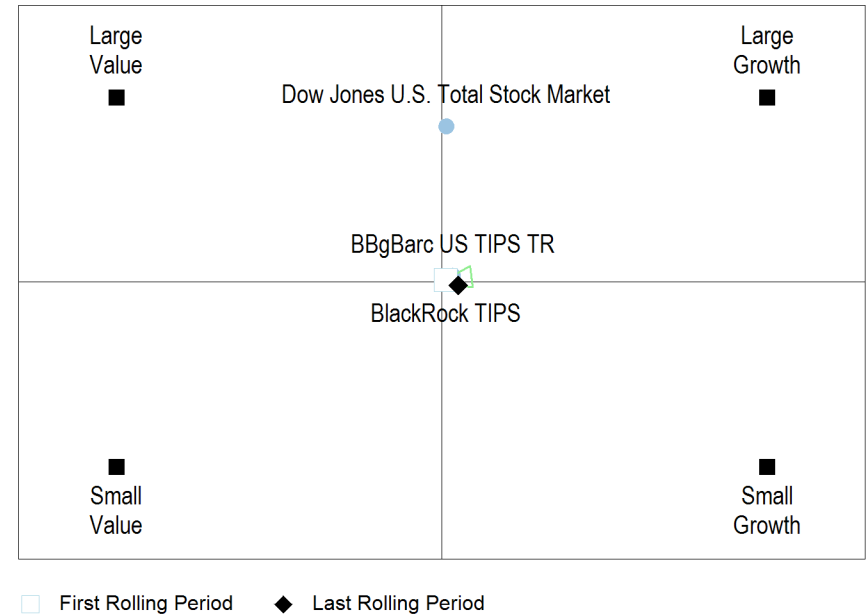 Large
Value
Large
Growth
Dow Jones U.S. Total Stock Market
BBgBarc US TIPS TR
BlackRock TIPS
Small
Value
Small
Growth
First Rolling Period
Last Rolling Period